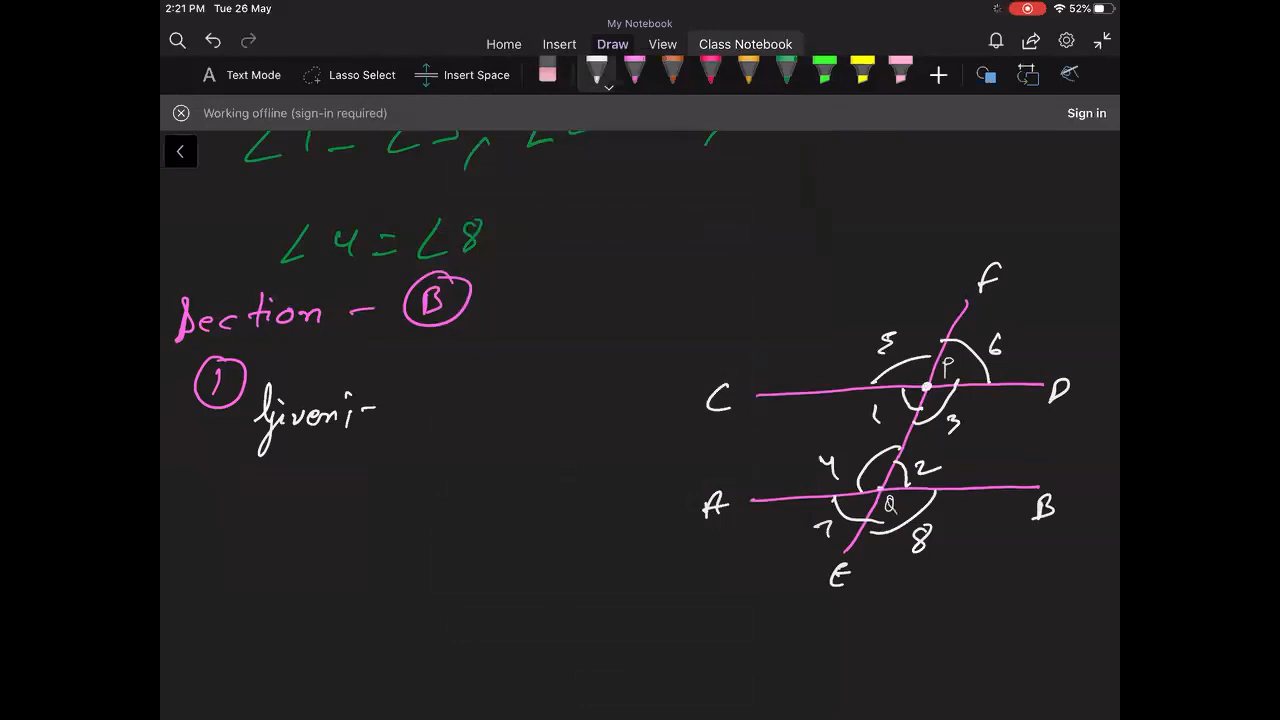 2:21 PM Tue 26 May
52%
My Notebook
Home Insert Draw View Class Notebook
A Text Mode Lasso Select Insert Space
Working offline (sign-in required) Sign in
∠4 = ∠8
Section - B
1
Given:-
F
5 6
P
C D
1 3
4 2
A Q B
7 8
E